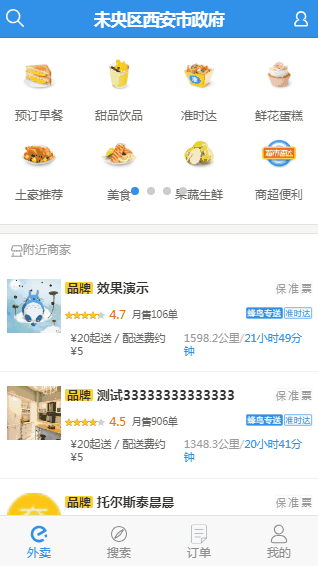 未央区西安市政府
预订早餐
甜品饮品
准时达
鲜花蛋糕
土豪推荐
美食
果蔬生鲜
商超便利
附近商家
品牌 效果演示
保准票
4.7 月售106单
蜂鸟专送 准时达
¥20起送 / 配送费约¥5
1598.2公里/21小时49分钟
品牌 测试33333333333333
保准票
4.5 月售906单
蜂鸟专送 准时达
¥20起送 / 配送费约¥5
1348.3公里/20小时41分钟
品牌 托尔斯泰晨晨
保准票
外卖
搜索
订单
我的